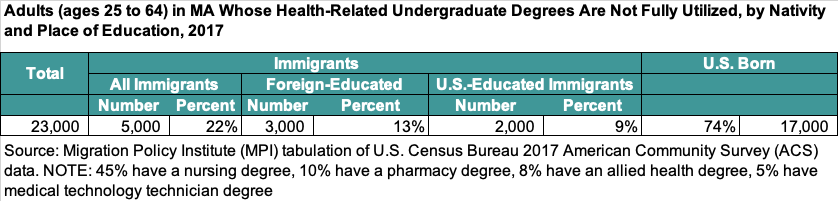 Adults (ages 25 to 64) in MA Whose Health-Related Undergraduate Degrees Are Not Fully Utilized, by Nativity
and Place of Education, 2017
Total Immigrants U.S. Born
All Immigrants Foreign-Educated U.S.-Educated Immigrants
Number Percent Number Percent Number Percent
23,000 5,000 22% 3,000 13% 2,000 9% 74% 17,000
Source: Migration Policy Institute (MPI) tabulation of U.S. Census Bureau 2017 American Community Survey (ACS)
data. NOTE: 45% have a nursing degree, 10% have a pharmacy degree, 8% have an allied health degree, 5% have
medical technology technician degree